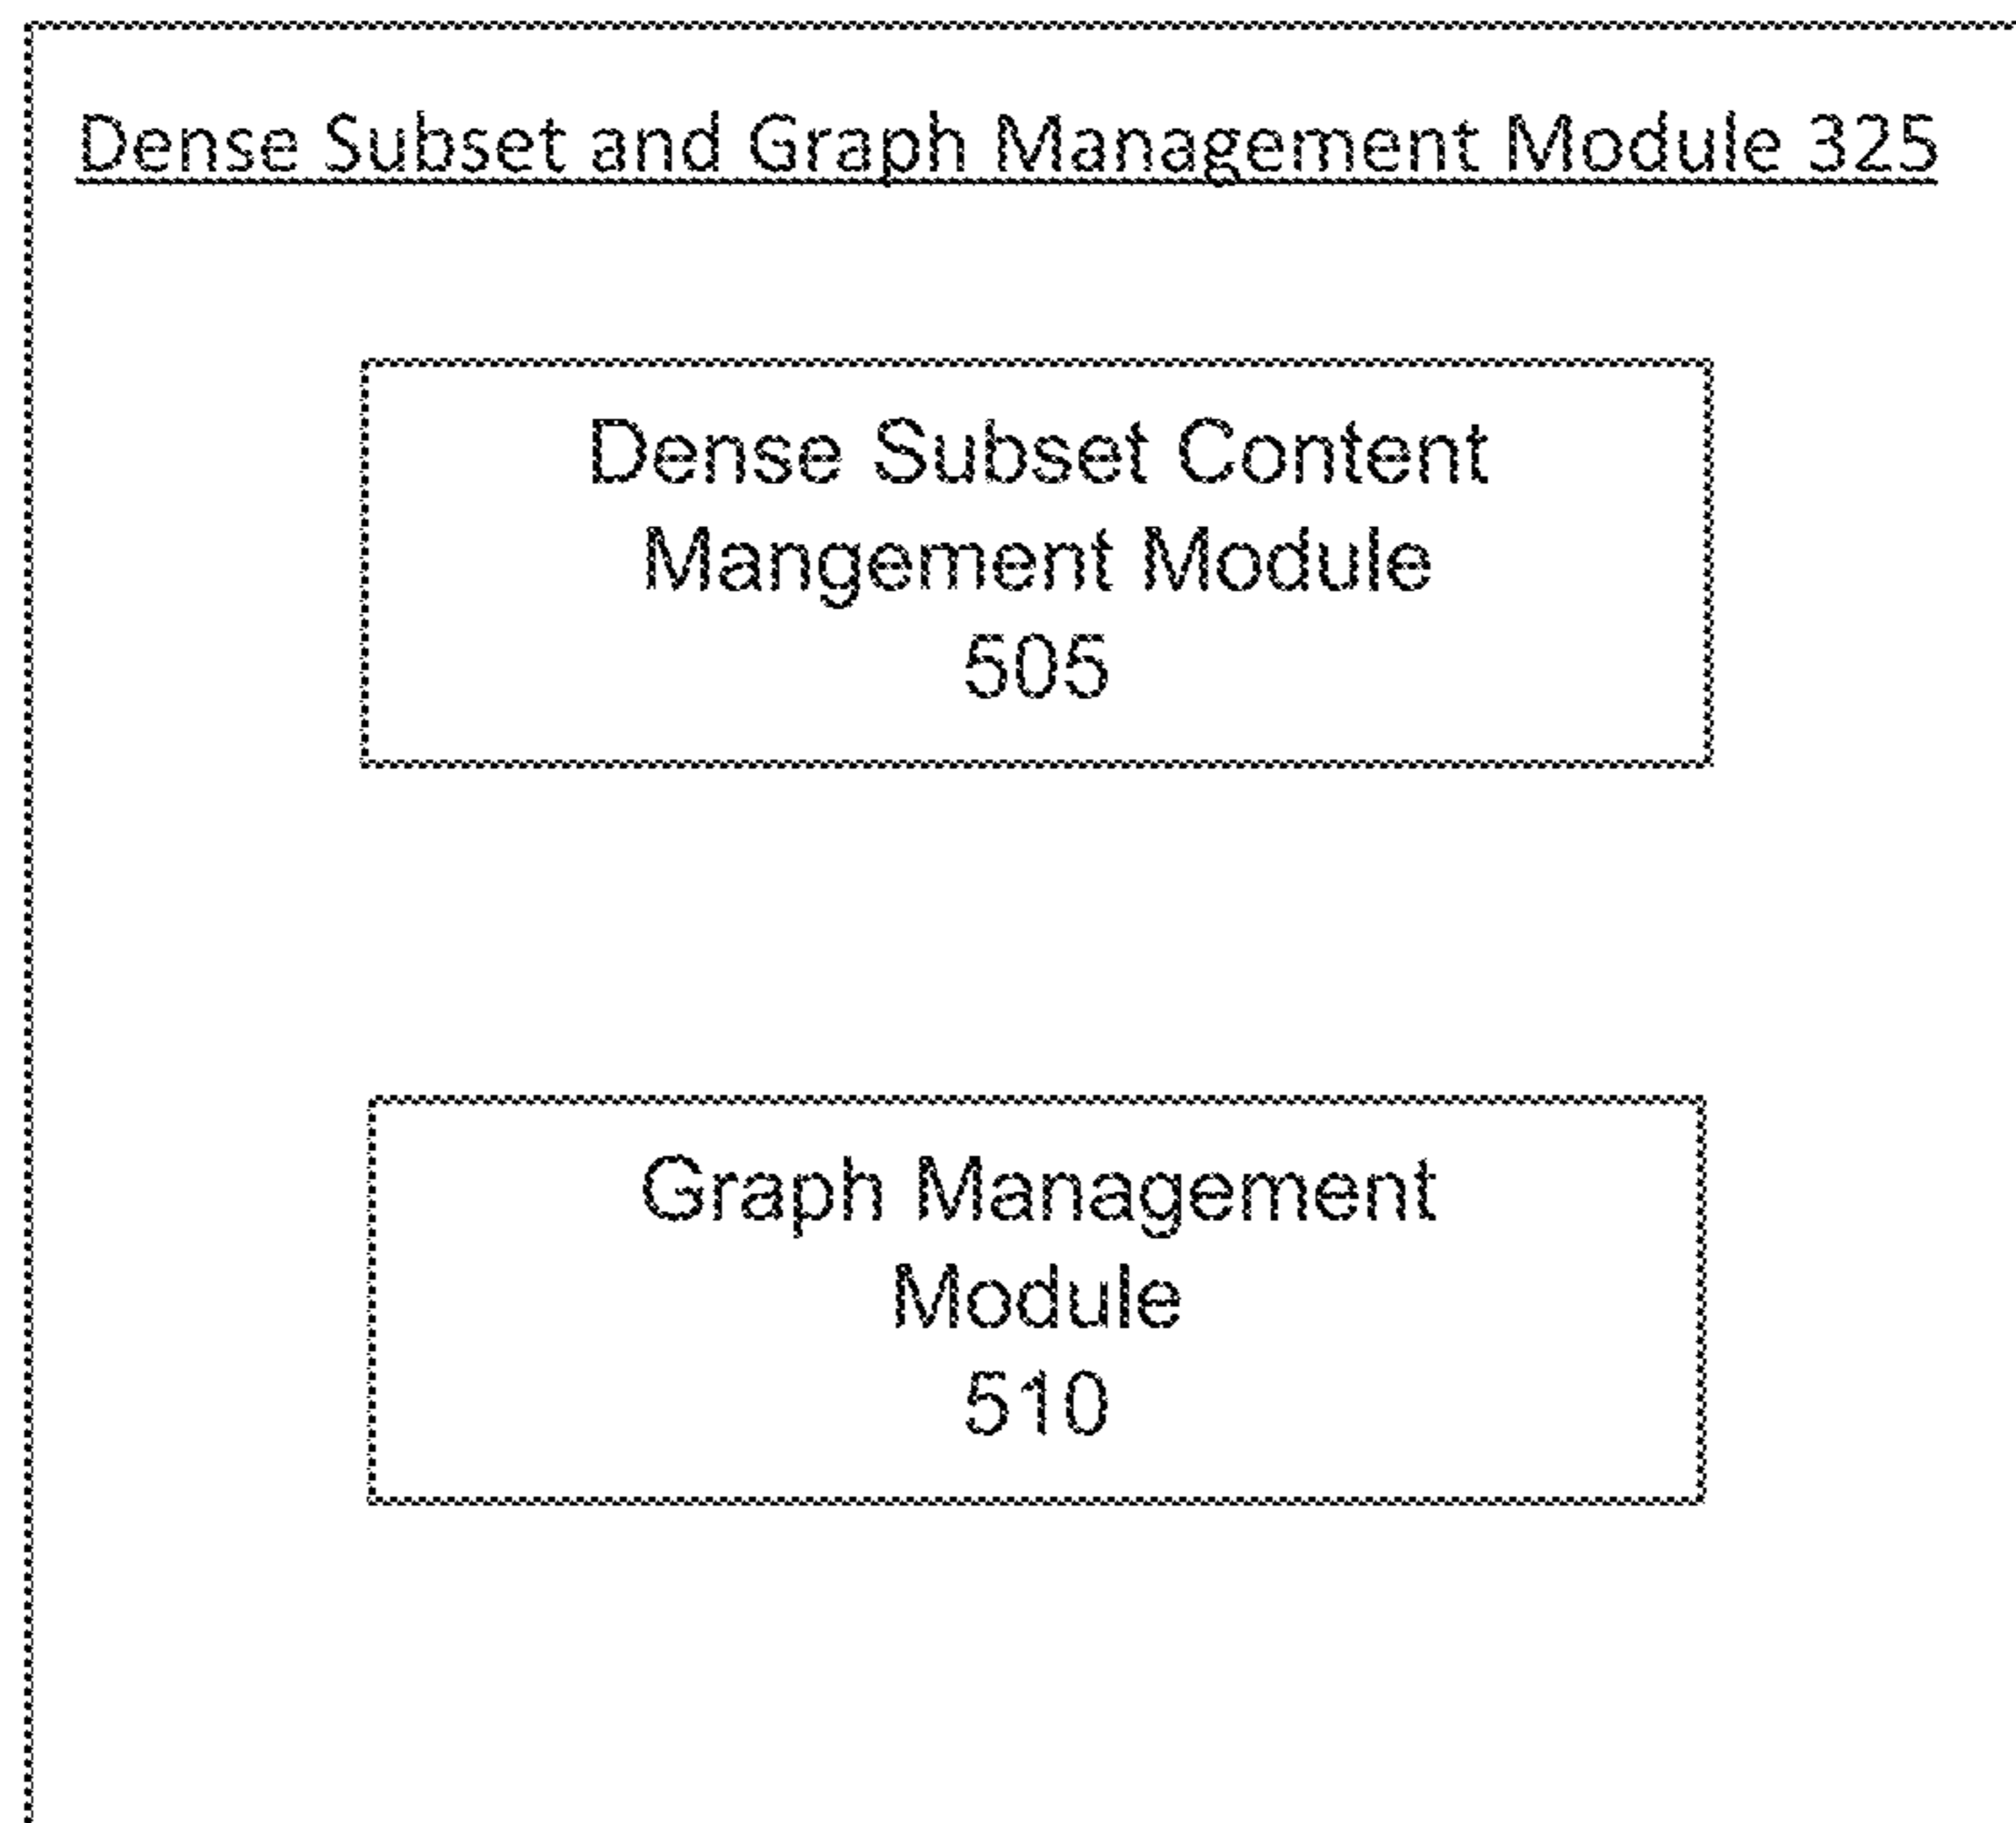 Dense Subset and Graph Management Module 325
Dense Subset Content
Mangement Module
505
Graph Management
Module
510